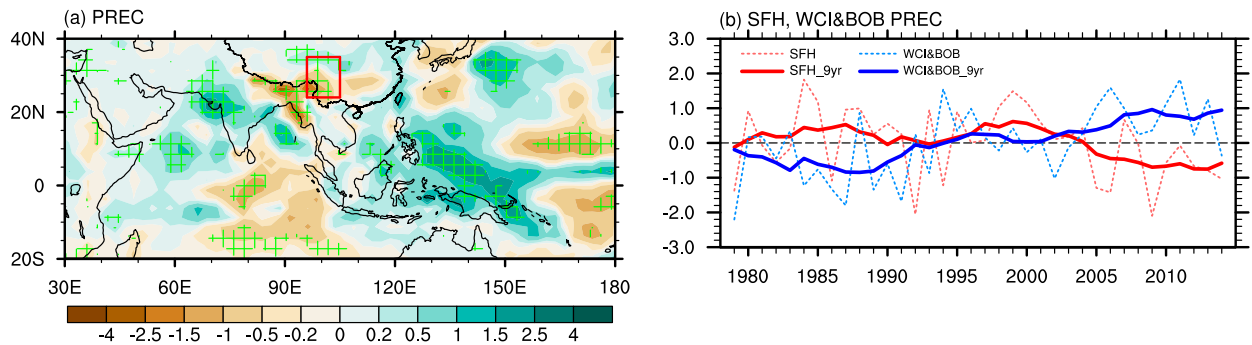 (a) PREC
40N
20N
0
20S
30E 60E 90E 120E 150E 180
-4 -2.5 -1.5 -1 -0.5 -0.2 0 0.2 0.5 1 1.5 2.5 4
(b) SFH, WCI&BOB PREC
3.0
2.0
1.0
0.0
-1.0
-2.0
-3.0
SFH WCI&BOB
SFH_9yr WCI&BOB_9yr
1980 1985 1990 1995 2000 2005 2010